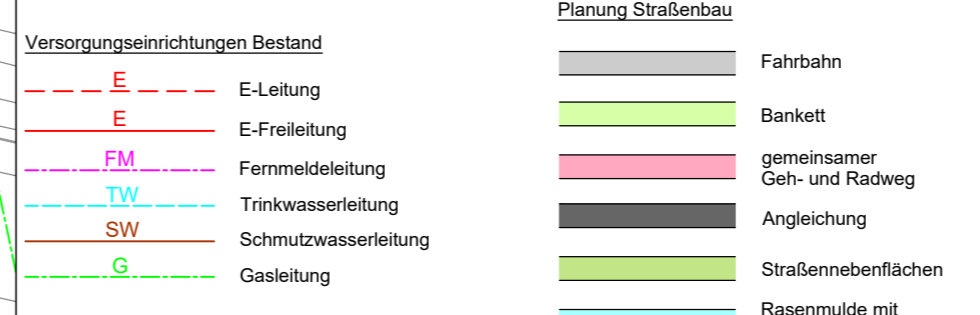 Versorgungseinrichtungen Bestand
E
E-Leitung
E
E-Freileitung
FM
Fernmeldeleitung
TW
Trinkwasserleitung
SW
Schmutzwasserleitung
G
Gasleitung
Planung Straßenbau
Fahrbahn
Bankett
gemeinsamer
Geh- und Radweg
Angleichung
Straßennebenflächen
Rasenmulde mit